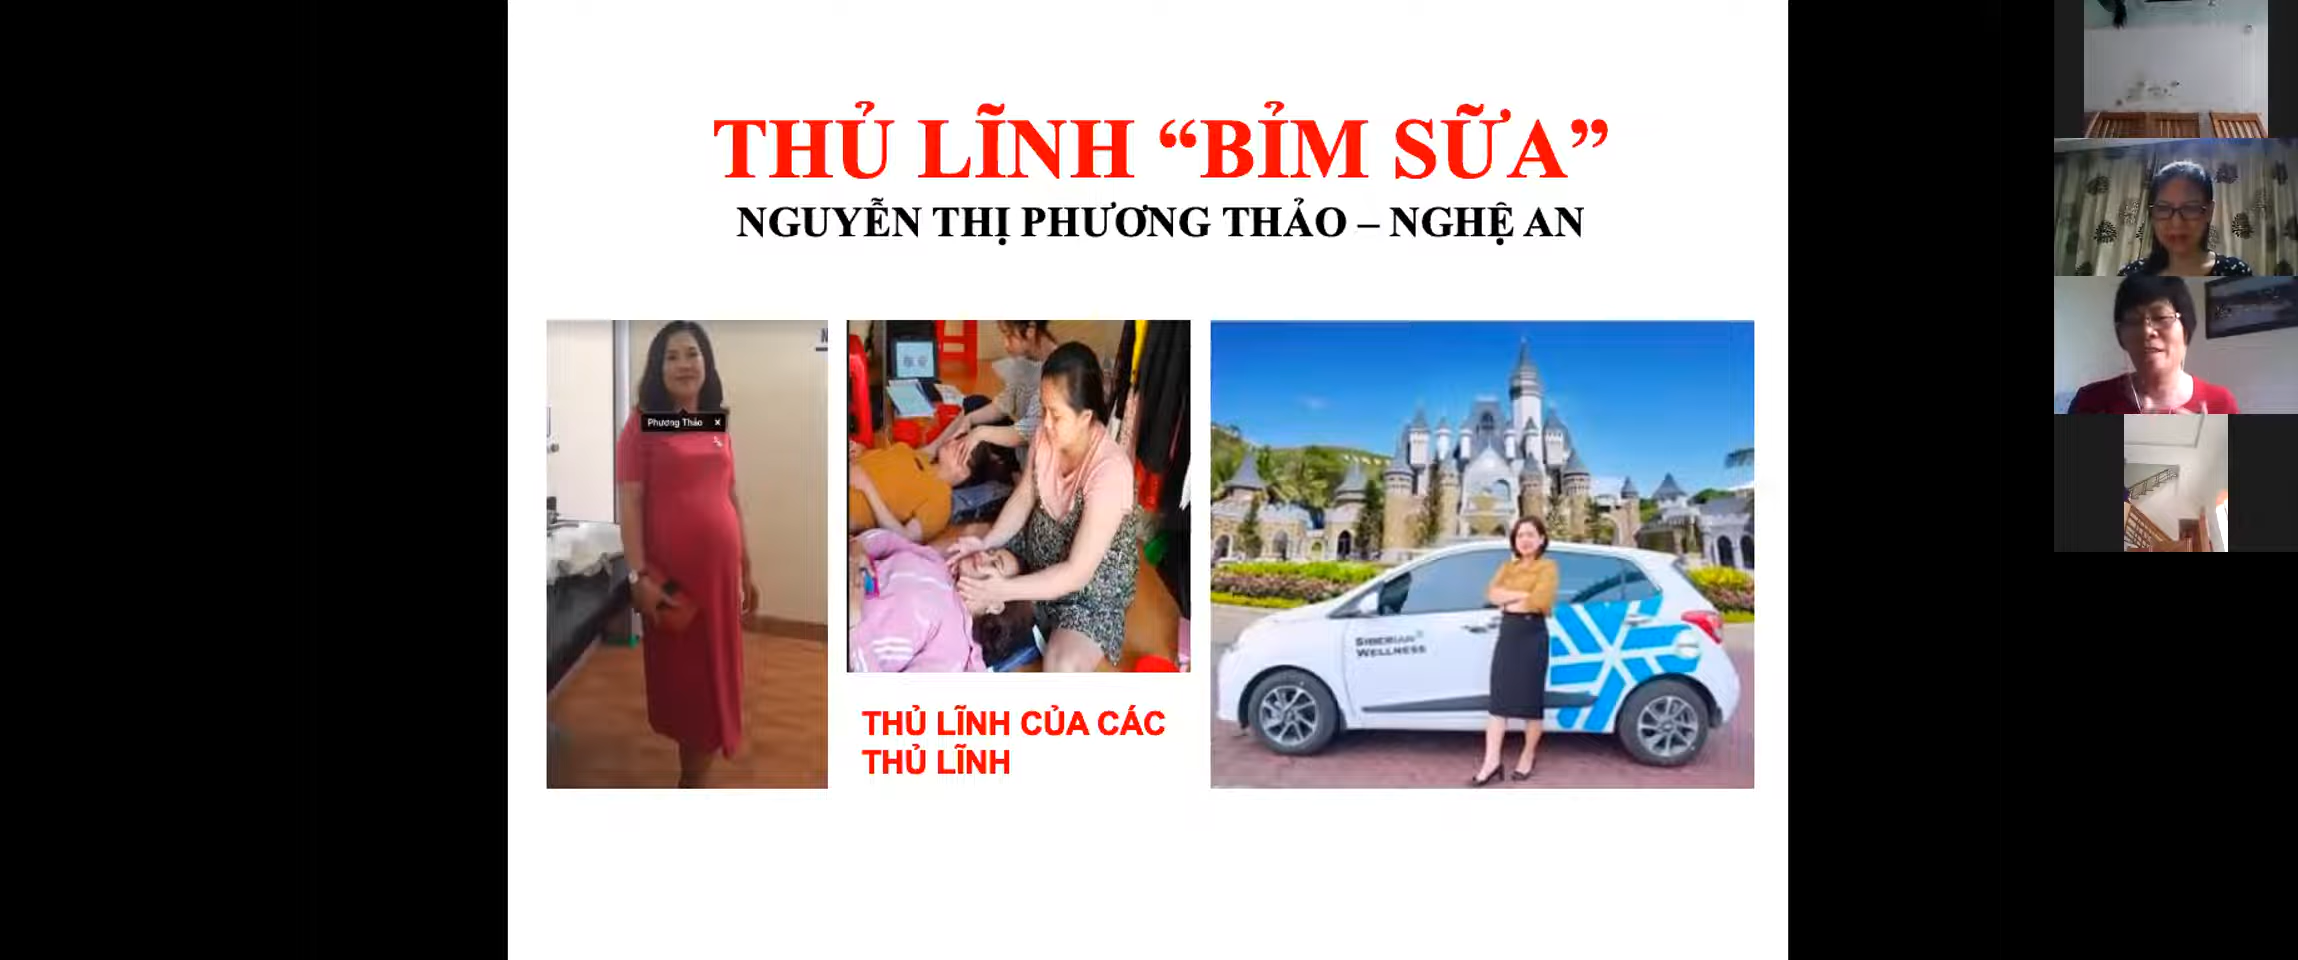 THỦ LĨNH “BỈM SỮA”
NGUYỄN THỊ PHƯƠNG THẢO – NGHỆ AN
N
Phương Thảo ×
SIBERIAN
WELLNESS
THỦ LĨNH CỦA CÁC
THỦ LĨNH